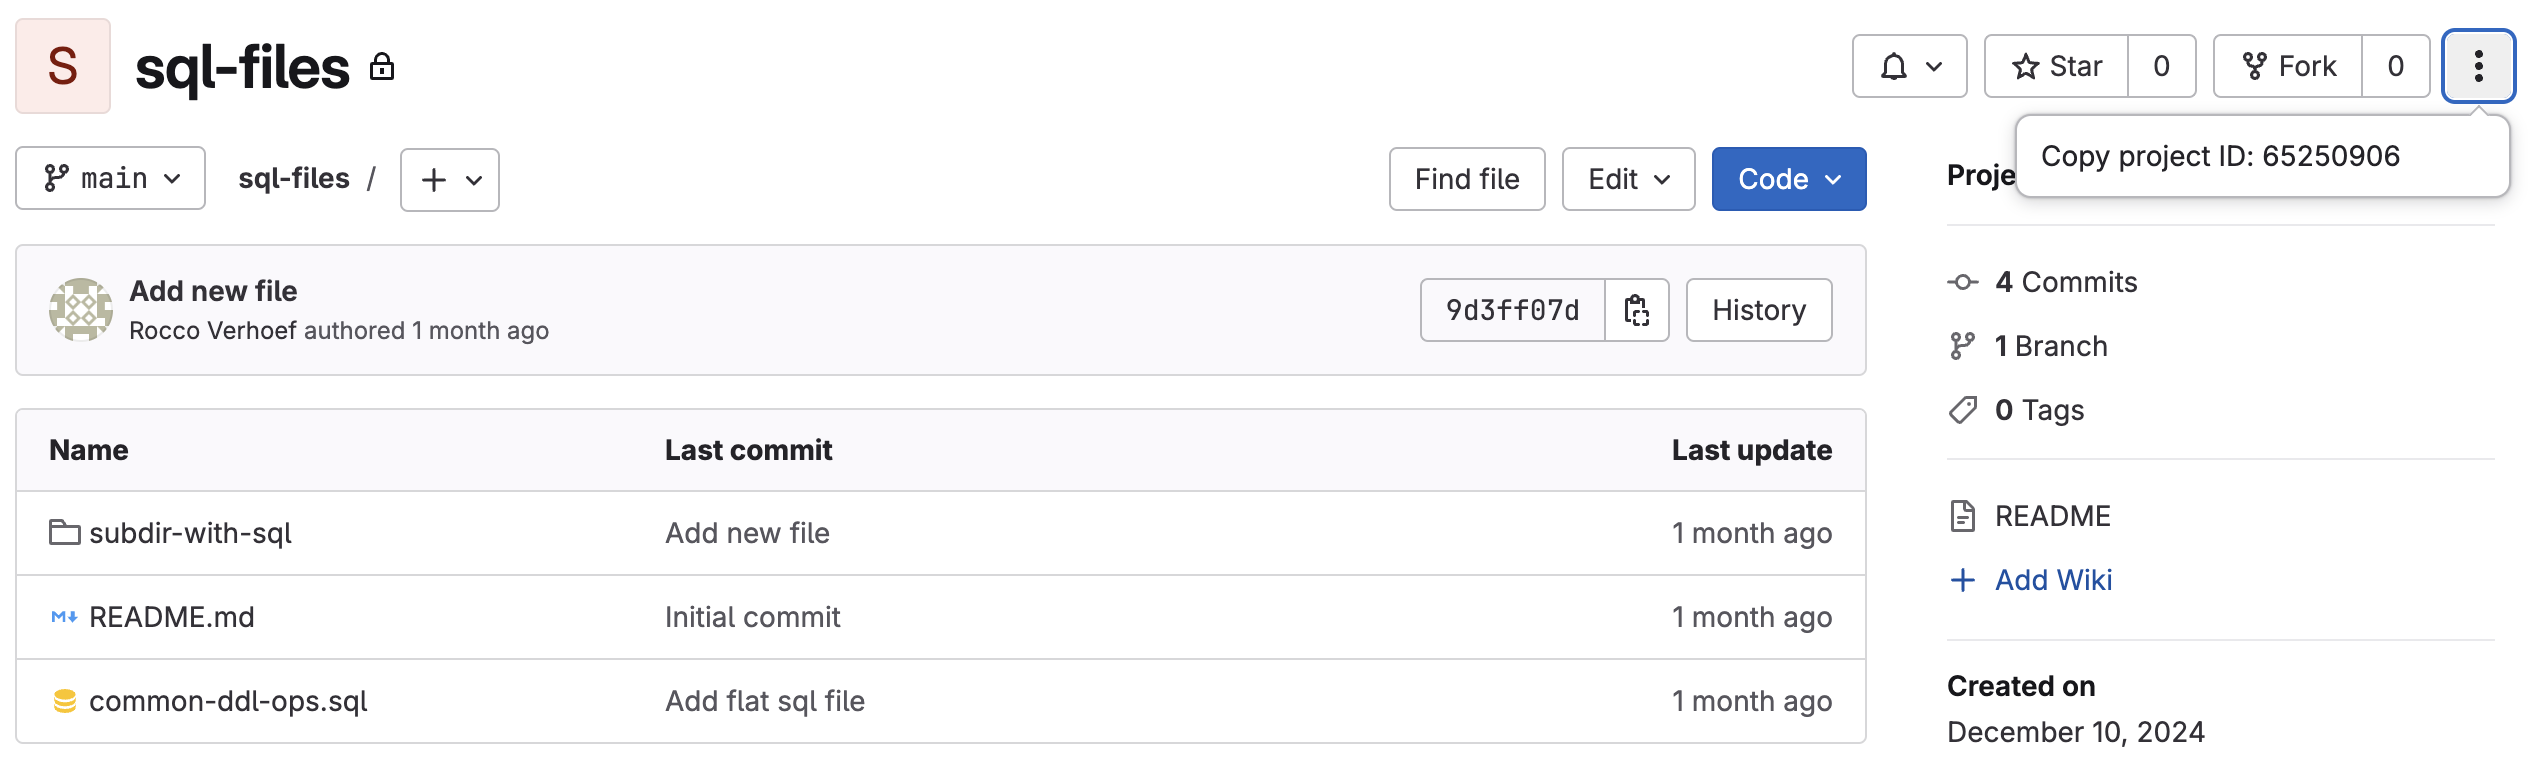 S
sql-files
Star
0
Fork
0
Copy project ID: 65250906
main
sql-files /
Find file
Edit
Code
Add new file
Rocco Verhoef authored 1 month ago
9d3ff07d
History
Name Last commit Last update
subdir-with-sql Add new file 1 month ago
README.md Initial commit 1 month ago
common-ddl-ops.sql Add flat sql file 1 month ago
Proje
4 Commits
1 Branch
0 Tags
README
Add Wiki
Created on
December 10, 2024